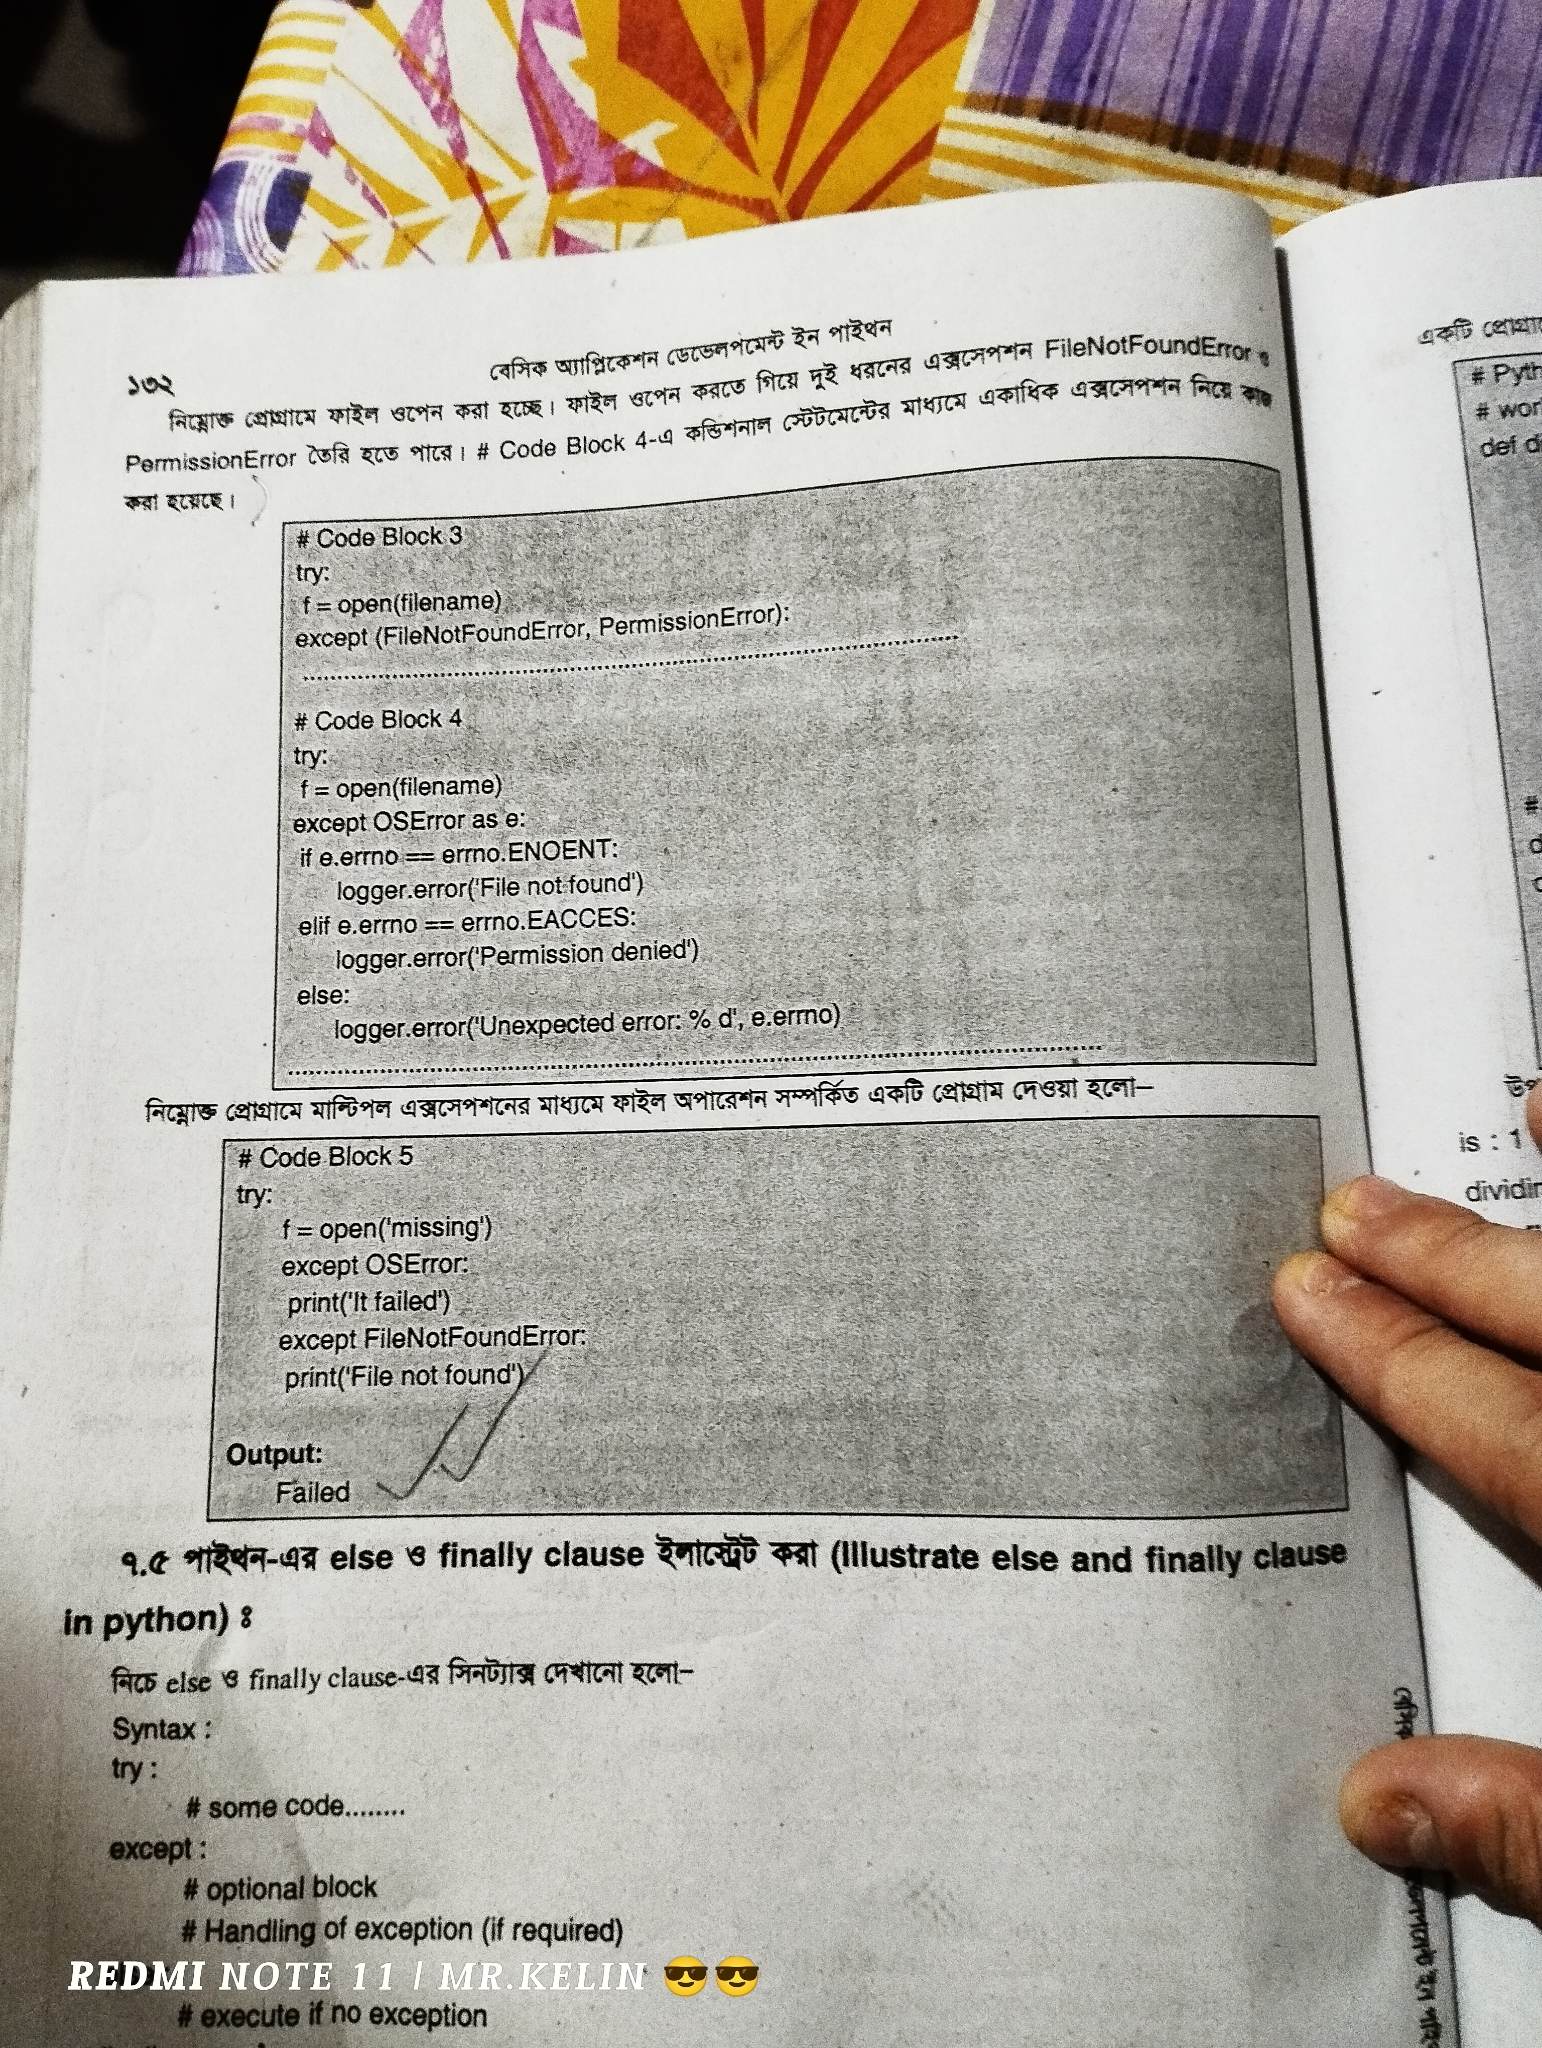 ১৩২
বেসিক অ্যাপ্লিকেশন ডেভেলপমেন্ট ইন পাইথন
নিম্নোক্ত প্রোগ্রামে ফাইল ওপেন করা হচ্ছে। ফাইল ওপেন করতে গিয়ে দুই ধরনের এক্সসেপশন FileNotFoundError ও
PermissionError তৈরি হতে পারে। # Code Block 4-এ কন্ডিশনাল স্টেটমেন্টের মাধ্যমে একাধিক এক্সসেপশন নিয়ে কাজ
করা হয়েছে।
# Code Block 3
try:
f = open(filename)
except (FileNotFoundError, PermissionError):
# Code Block 4
try:
f = open(filename)
except OSError as e:
if e.errno == errno.ENOENT:
logger.error('File not found')
elif e.errno == errno.EACCES:
logger.error('Permission denied')
else:
logger.error('Unexpected error: % d', e.errno)
নিম্নোক্ত প্রোগ্রামে মাল্টিপল এক্সসেপশনের মাধ্যমে ফাইল অপারেশন সম্পর্কিত একটি প্রোগ্রাম দেওয়া হলো—
# Code Block 5
try:
f = open('missing')
except OSError:
print('It failed')
except FileNotFoundError:
print('File not found')
Output:
Failed
৭.৫ পাইথন-এর else ও finally clause ইলাস্ট্রেট করা (Illustrate else and finally clause
in python) ঃ
নিচে else ও finally clause-এর সিনট্যাক্স দেখানো হলো—
Syntax :
try :
# some code........
except :
# optional block
# Handling of exception (if required)
REDMI NOTE 11 | MR.KELIN 😎😎
# execute if no exception
একটি
# Pyth
# wor
def d
#
is : 1
dividin